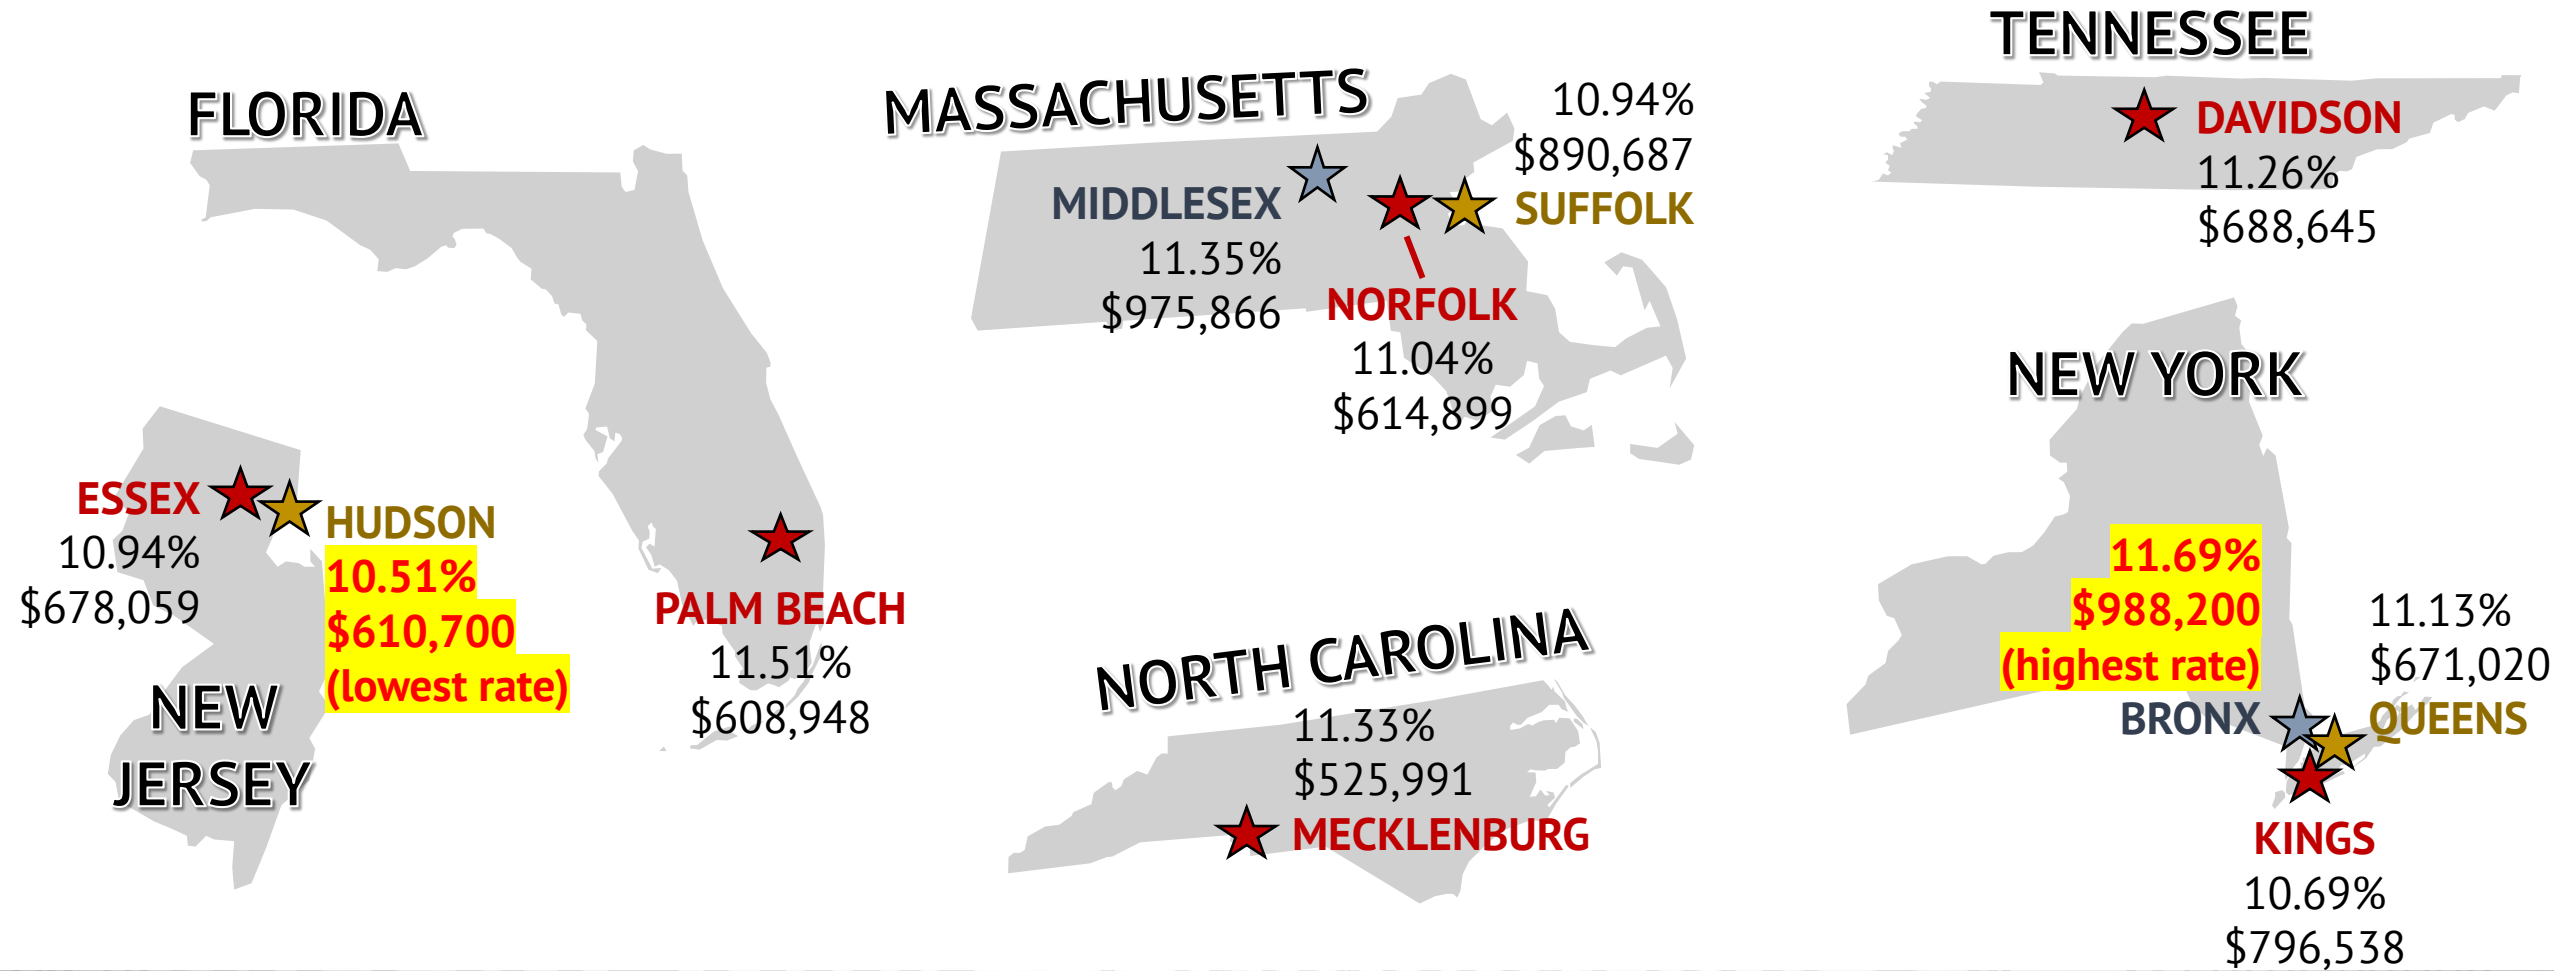 FLORIDA
PALM BEACH
11.51%
$608,948
MASSACHUSETTS
MIDDLESEX
11.35%
$975,866
NORFOLK
11.04%
$614,899
10.94%
$890,687
SUFFOLK
TENNESSEE
DAVIDSON
11.26%
$688,645
ESSEX
10.94%
$678,059
HUDSON
10.51%
$610,700
(lowest rate)
NEW
JERSEY
NORTH CAROLINA
11.33%
$525,991
MECKLENBURG
NEW YORK
11.69%
$988,200
(highest rate)
BRONX
11.13%
$671,020
QUEENS
KINGS
10.69%
$796,538